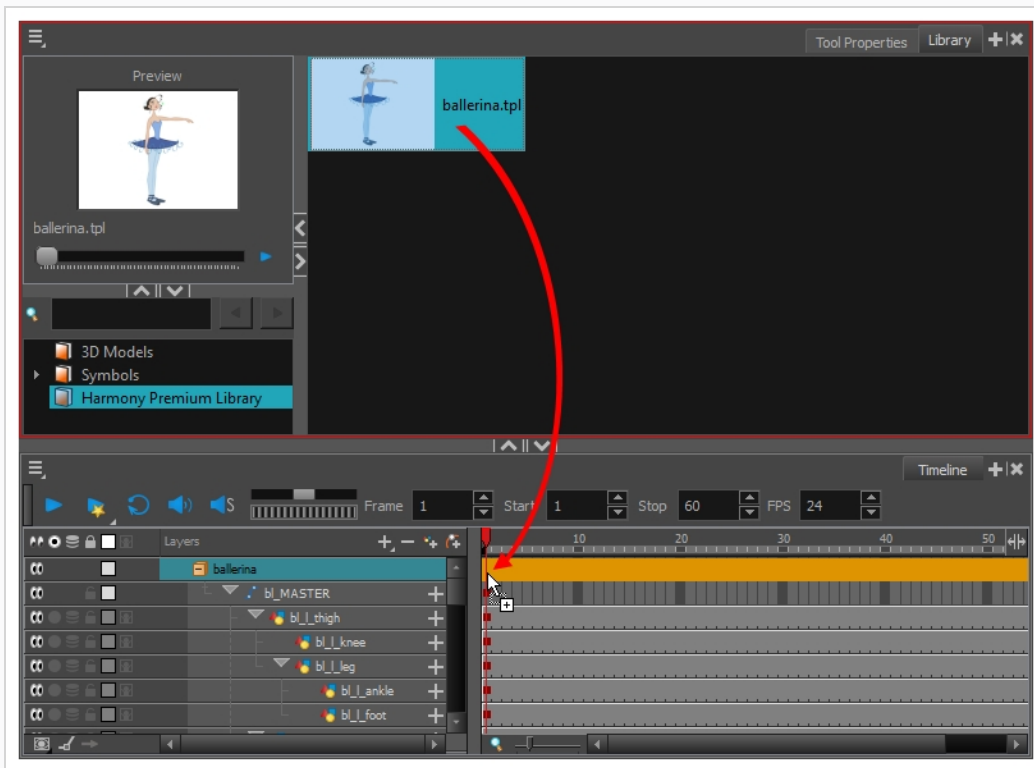 Tool Properties Library
Preview
ballerina.tpl
ballerina.tpl
3D Models
Symbols
Harmony Premium Library
Timeline
S Frame 1 Start 1 Stop 60 FPS 24
Layers 10 20 30 40 50
ballerina
bl_MASTER
bl_l_thigh
bl_l_knee
bl_l_leg
bl_l_ankle
bl_l_foot